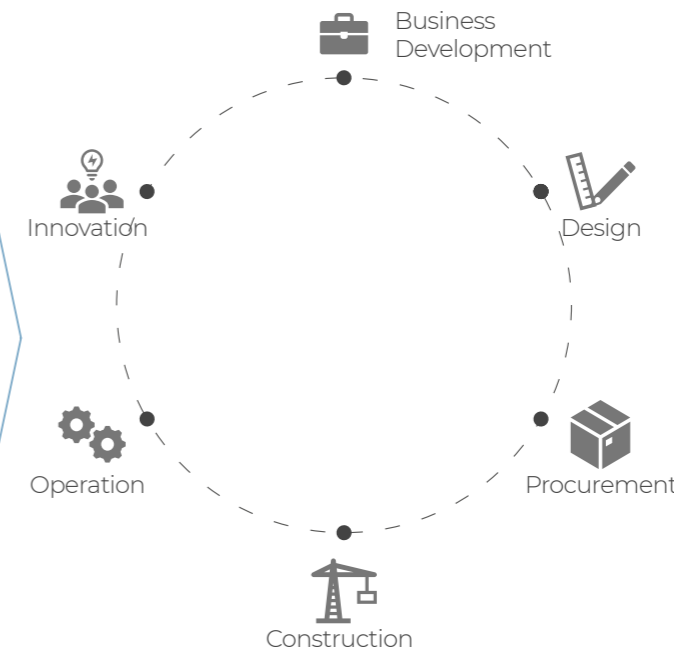 Business
Development
Innovation
Design
Operation
Procurement
Construction